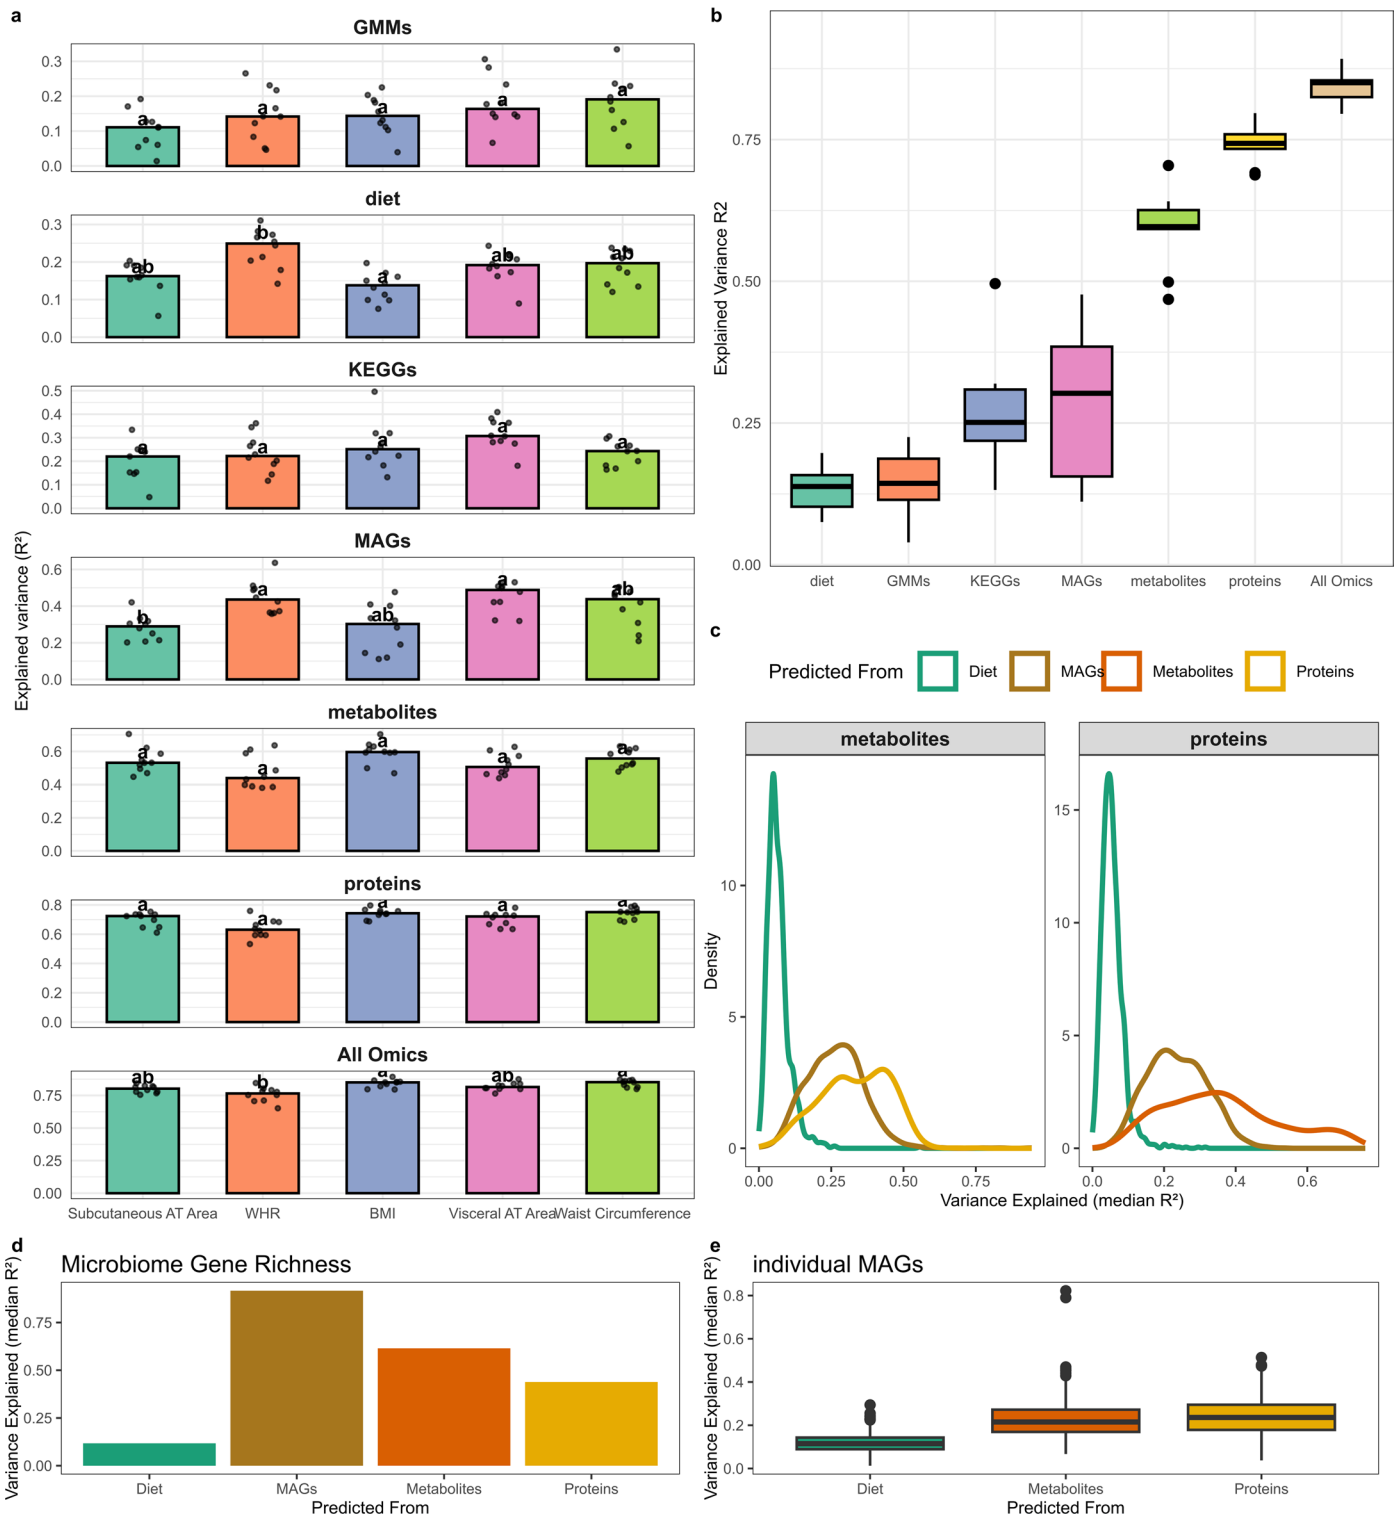 a
GMMs
0.3
0.2
0.1
0.0
a a a a a
diet
0.3
0.2
0.1
0.0
ab b a ab ab
KEGGs
0.5
0.4
0.3
0.2
0.1
0.0
a a a a a
MAGs
0.6
0.4
0.2
0.0
b a ab a ab
metabolites
0.6
0.4
0.2
0.0
a a a a a
proteins
0.8
0.6
0.4
0.2
0.0
a a a a a
All Omics
0.75
0.50
0.25
0.00
ab b a ab a
Subcutaneous AT Area WHR BMI Visceral AT Area Waist Circumference
Explained variance (R²)
b
Explained Variance R2
0.75
0.50
0.25
0.00
diet GMMs KEGGs MAGs metabolites proteins All Omics
c
Predicted From Diet MAGs Metabolites Proteins
metabolites proteins
Density
10
5
0
15
10
5
0
0.00 0.25 0.50 0.75
0.0 0.2 0.4 0.6
Variance Explained (median R²)
d
Microbiome Gene Richness
Variance Explained (median R²)
0.75
0.50
0.25
0.00
Diet MAGs Metabolites Proteins
Predicted From
e
individual MAGs
Variance Explained (median R²)
0.8
0.6
0.4
0.2
0.0
Diet Metabolites Proteins
Predicted From